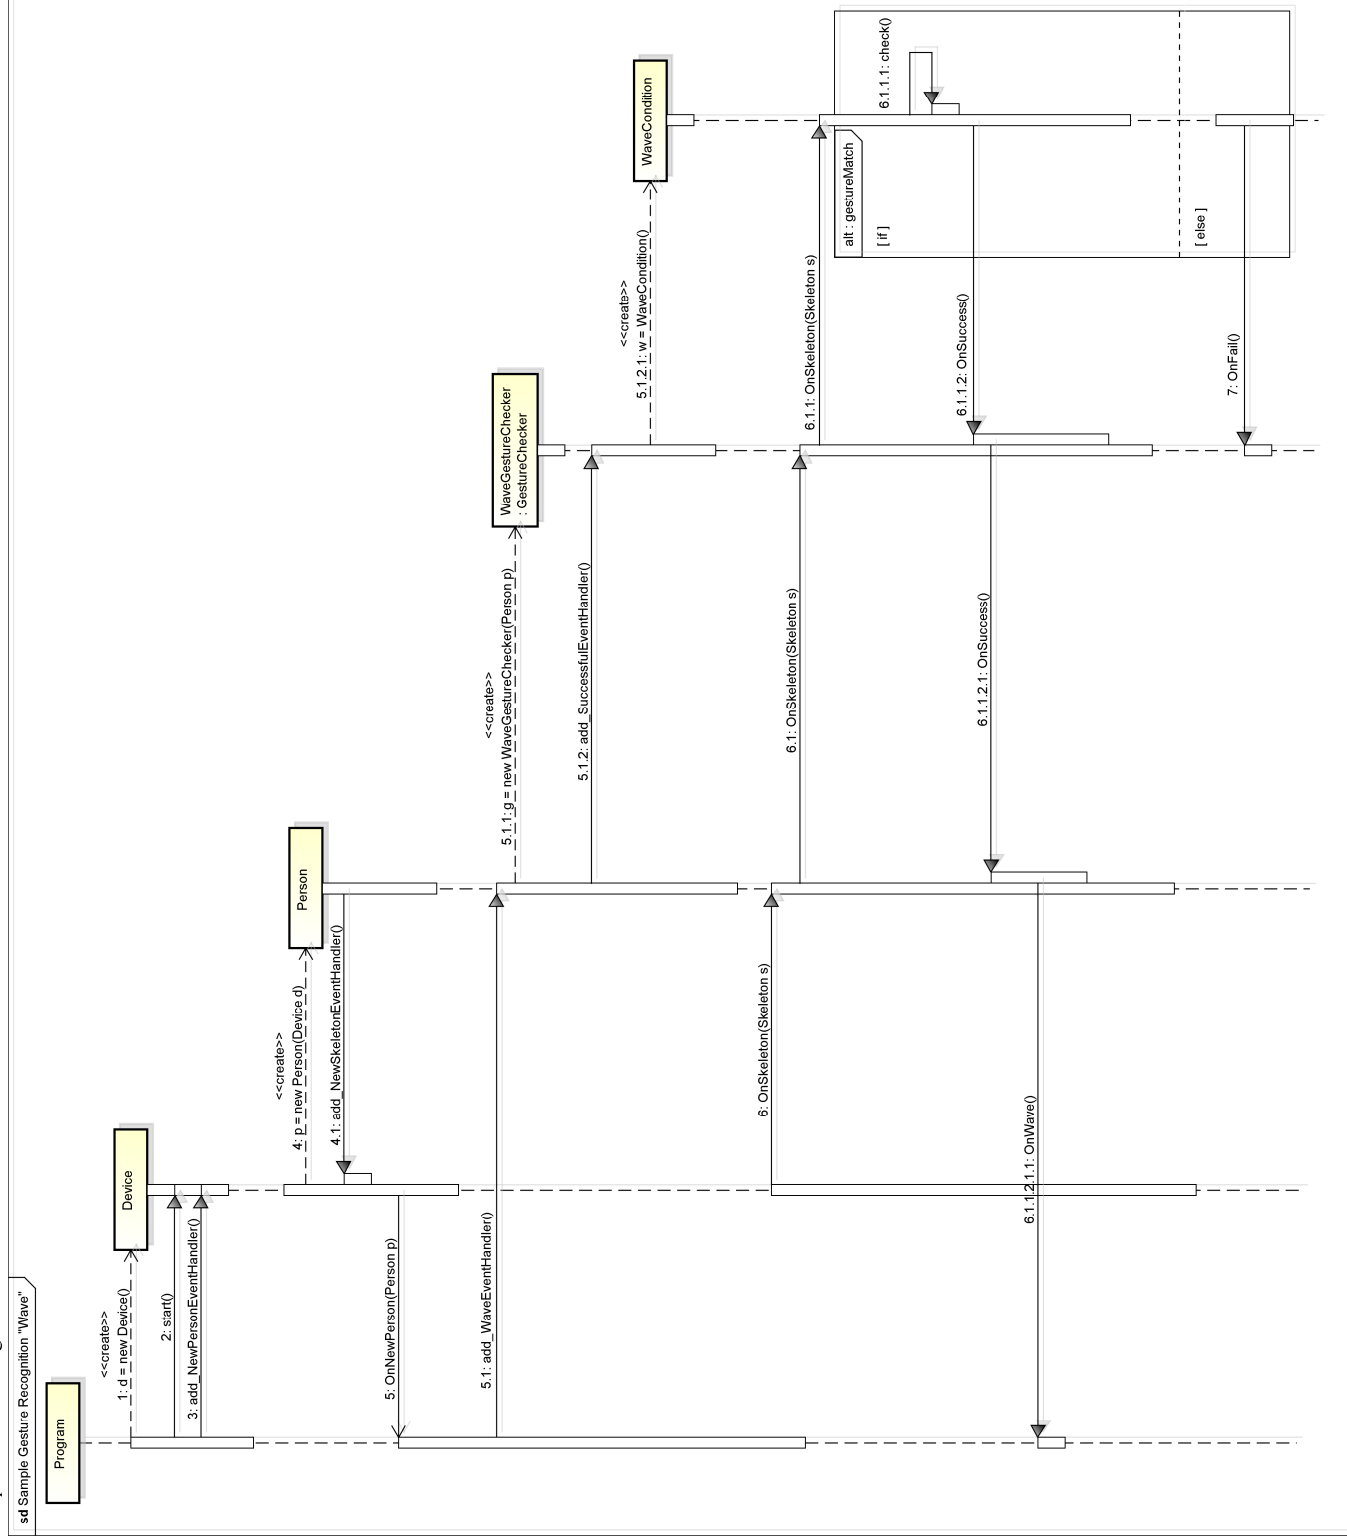 sd Sample Gesture Recognition "Wave"
Program
Device
Person
WaveGestureChecker
: GestureChecker
WaveCondition
<<create>>
1: d = new Device()
2: start()
3: add_NewPersonEventHandler()
<<create>>
4: p = new Person(Device d)
4.1: add_NewSkeletonEventHandler()
5: OnNewPerson(Person p)
5.1: add_WaveEventHandler()
<<create>>
5.1.1: g = new WaveGestureChecker(Person p)
5.1.2: add_SuccessfulEventHandler()
<<create>>
5.1.2.1: w = WaveCondition()
6: OnSkeleton(Skeleton s)
6.1: OnSkeleton(Skeleton s)
6.1.1: OnSkeleton(Skeleton s)
alt : gestureMatch
[ if ]
6.1.1.1: check()
6.1.1.2: OnSuccess()
6.1.1.2.1: OnSuccess()
6.1.1.2.1.1: OnWave()
[ else ]
7: OnFail()